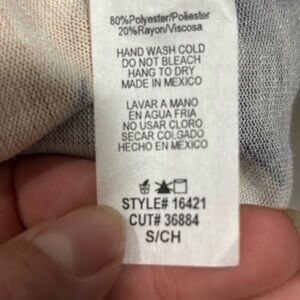 80%Polyester/Poliester
20%Rayon/Viscosa
HAND WASH COLD
DO NOT BLEACH
HANG TO DRY
MADE IN MEXICO
LAVAR A MANO
EN AGUA FRIA
NO USAR CLORO
SECAR COLGADO
HECHO EN MEXICO
STYLE# 16421
CUT# 36884
S/CH